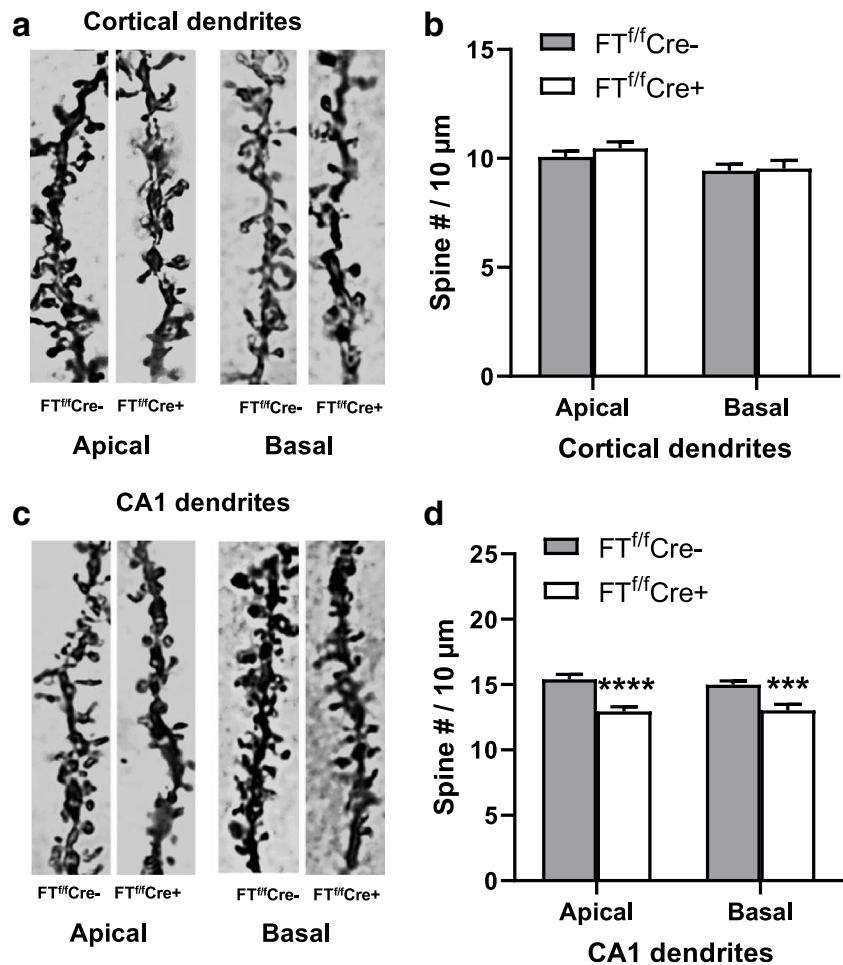 a
Cortical dendrites
FTf/fCre-
FTf/fCre+
FTf/fCre-
FTf/fCre+
Apical
Basal
b
15
10
5
0
Spine # / 10 µm
FTf/fCre-
FTf/fCre+
Apical
Basal
Cortical dendrites
c
CA1 dendrites
FTf/fCre-
FTf/fCre+
FTf/fCre-
FTf/fCre+
Apical
Basal
d
25
20
15
10
5
0
Spine # / 10 µm
FTf/fCre-
FTf/fCre+
****
***
Apical
Basal
CA1 dendrites